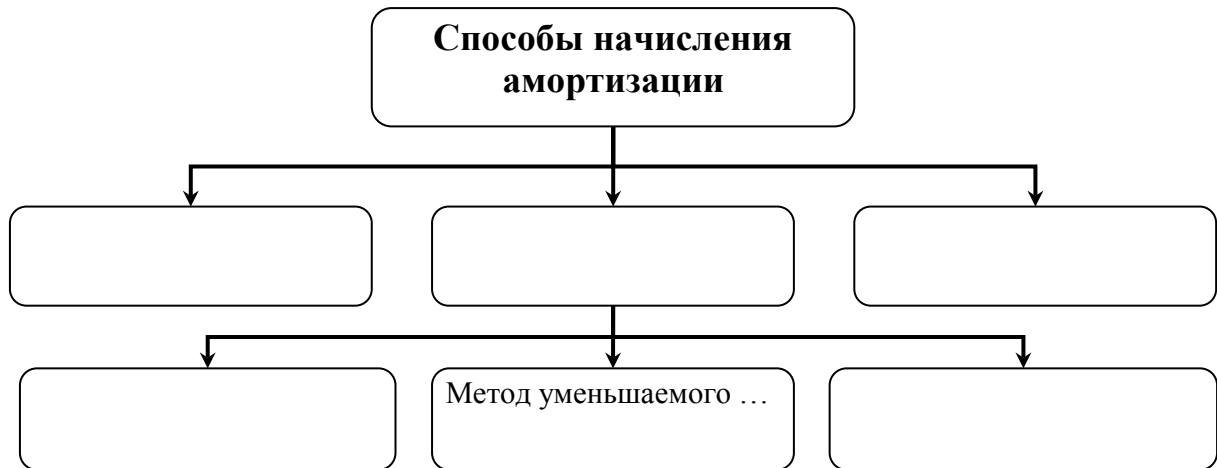 Способы начисления
амортизации
Метод уменьшаемого …